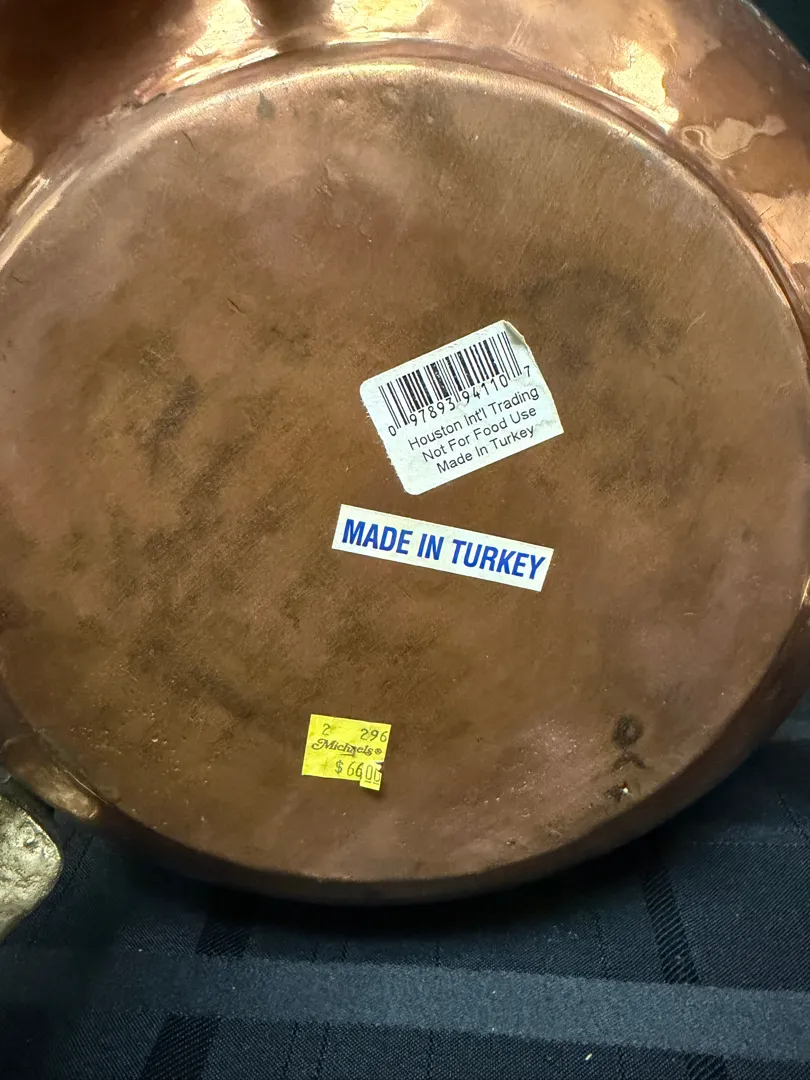 0 97893 94110 7
Houston Int'l Trading
Not For Food Use
Made In Turkey
MADE IN TURKEY
2 296
Michaels®
$6600